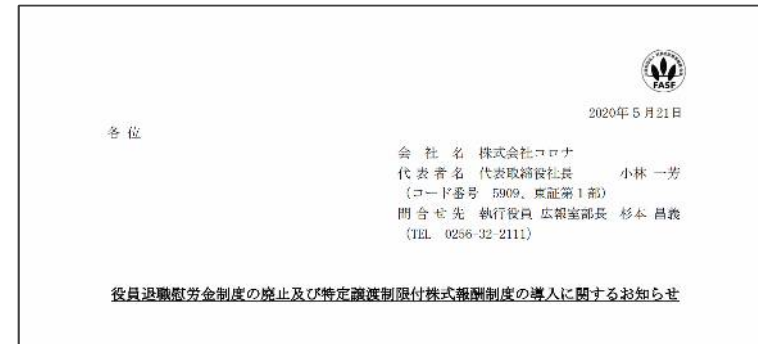 FASF
2020年5月21日
各 位
会 社 名 株式会社コロナ
代 表 者 名 代表取締役社長 小林 一芳
(コード番号 5909、東証第1部)
問 合 せ 先 執行役員 広報室部長 杉本 昌義
(TEL 0256-32-2111)
役員退職慰労金制度の廃止及び特定譲渡制限付株式報酬制度の導入に関するお知らせ